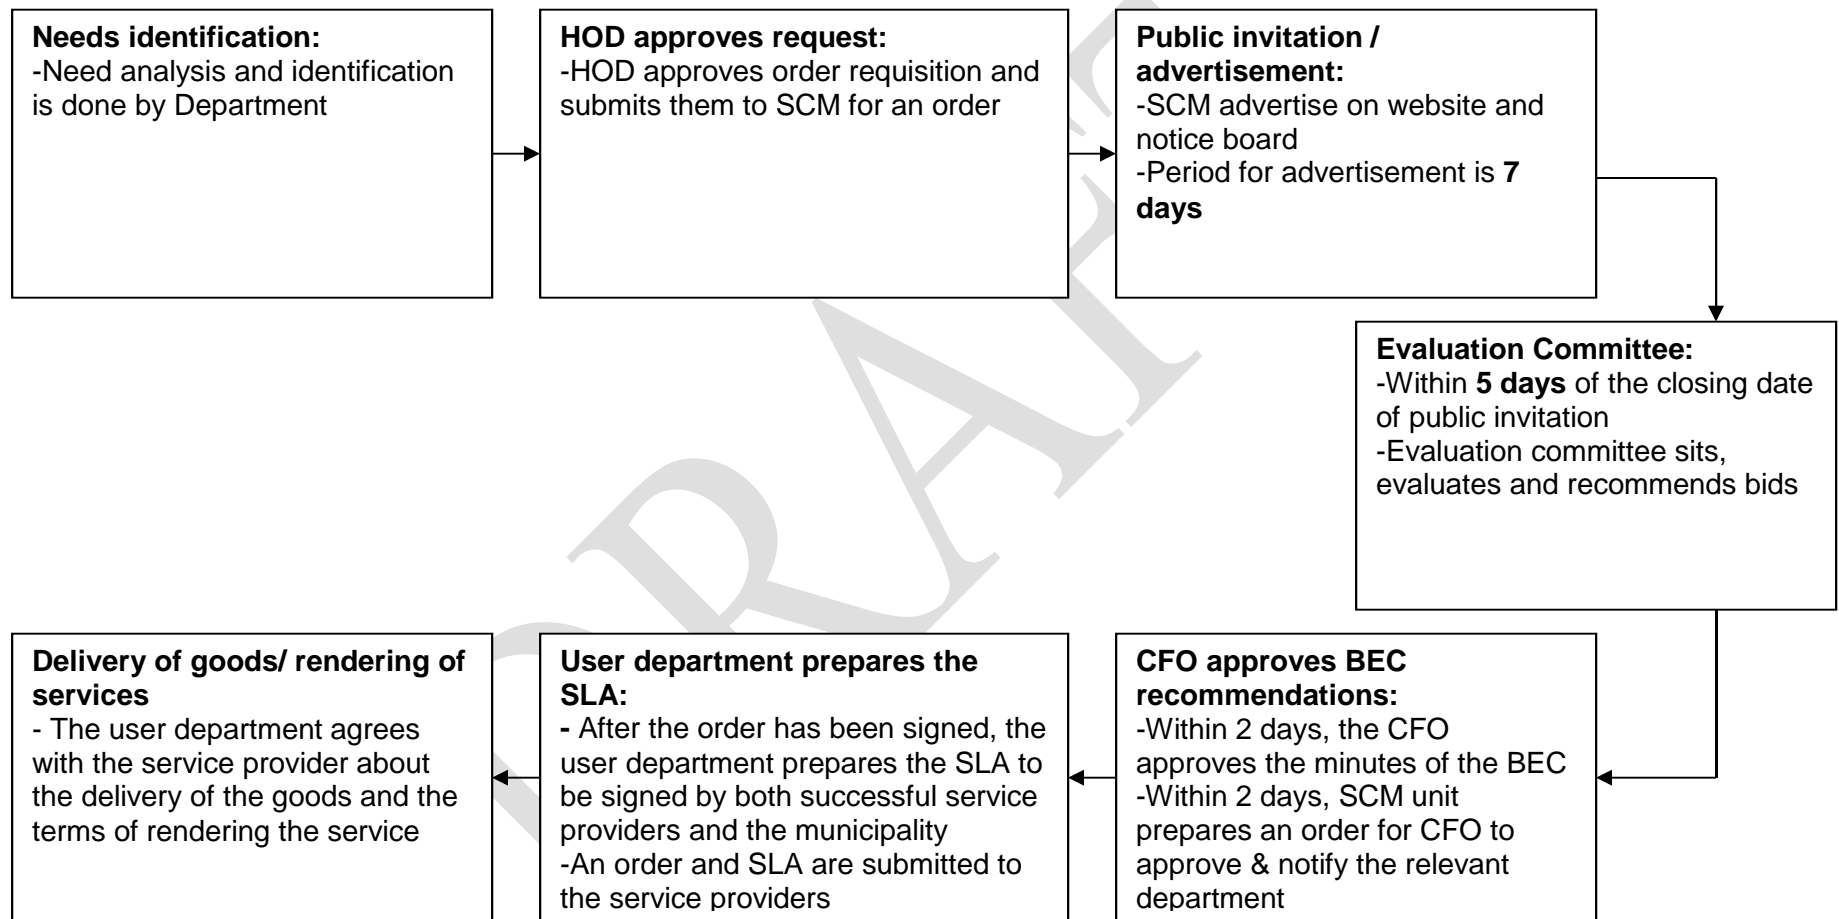 Needs identification:
-Need analysis and identification
is done by Department
HOD approves request:
-HOD approves order requisition and
submits them to SCM for an order
Public invitation /
advertisement:
-SCM advertise on website and
notice board
-Period for advertisement is 7
days
Evaluation Committee:
-Within 5 days of the closing date
of public invitation
-Evaluation committee sits,
evaluates and recommends bids
CFO approves BEC
recommendations:
-Within 2 days, the CFO
approves the minutes of the BEC
-Within 2 days, SCM unit
prepares an order for CFO to
approve & notify the relevant
department
User department prepares the
SLA:
- After the order has been signed, the
user department prepares the SLA to
be signed by both successful service
providers and the municipality
-An order and SLA are submitted to
the service providers
Delivery of goods/ rendering of
services
- The user department agrees
with the service provider about
the delivery of the goods and the
terms of rendering the service
DRAFT